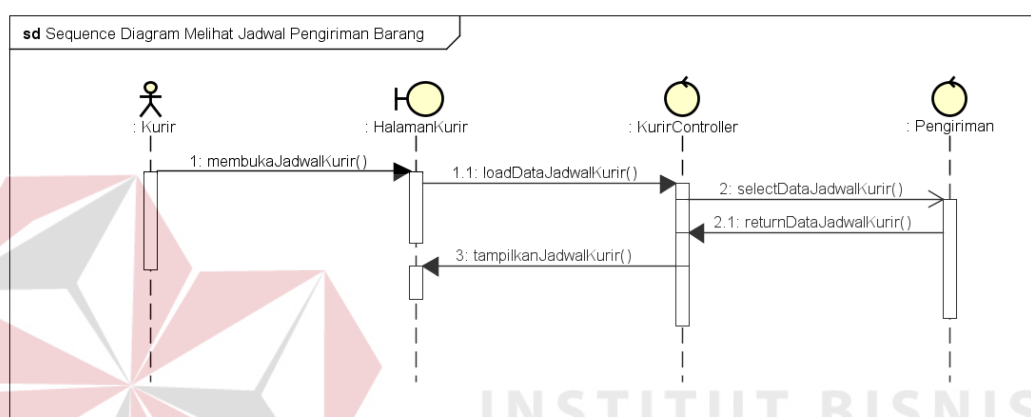 sd Sequence Diagram Melihat Jadwal Pengiriman Barang
: Kurir
: HalamanKurir
: KurirController
: Pengiriman
1: membukaJadwalKurir()
1.1: loadDataJadwalKurir()
2: selectDataJadwalKurir()
2.1: returnDataJadwalKurir()
3: tampilkanJadwalKurir()
INSTITUT BISNIS